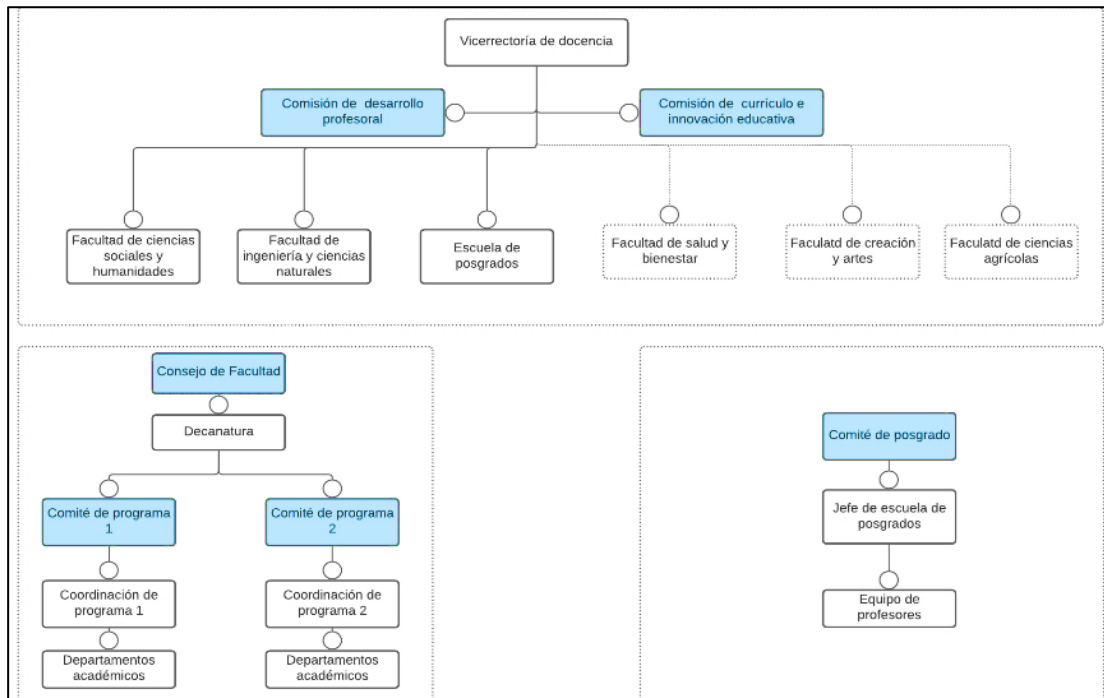 Vicerrectoría de docencia
Comisión de desarrollo
profesoral
Comisión de currículo e
innovación educativa
Facultad de ciencias
sociales y
humanidades
Facultad de
ingeniería y ciencias
naturales
Escuela de
posgrados
Facultad de salud y
bienestar
Faculatd de creación
y artes
Faculatd de ciencias
agrícolas
Consejo de Facultad
Decanatura
Comité de programa
1
Comité de programa
2
Coordinación de
programa 1
Coordinación de
programa 2
Departamentos
académicos
Departamentos
académicos
Comité de posgrado
Jefe de escuela de
posgrados
Equipo de
profesores